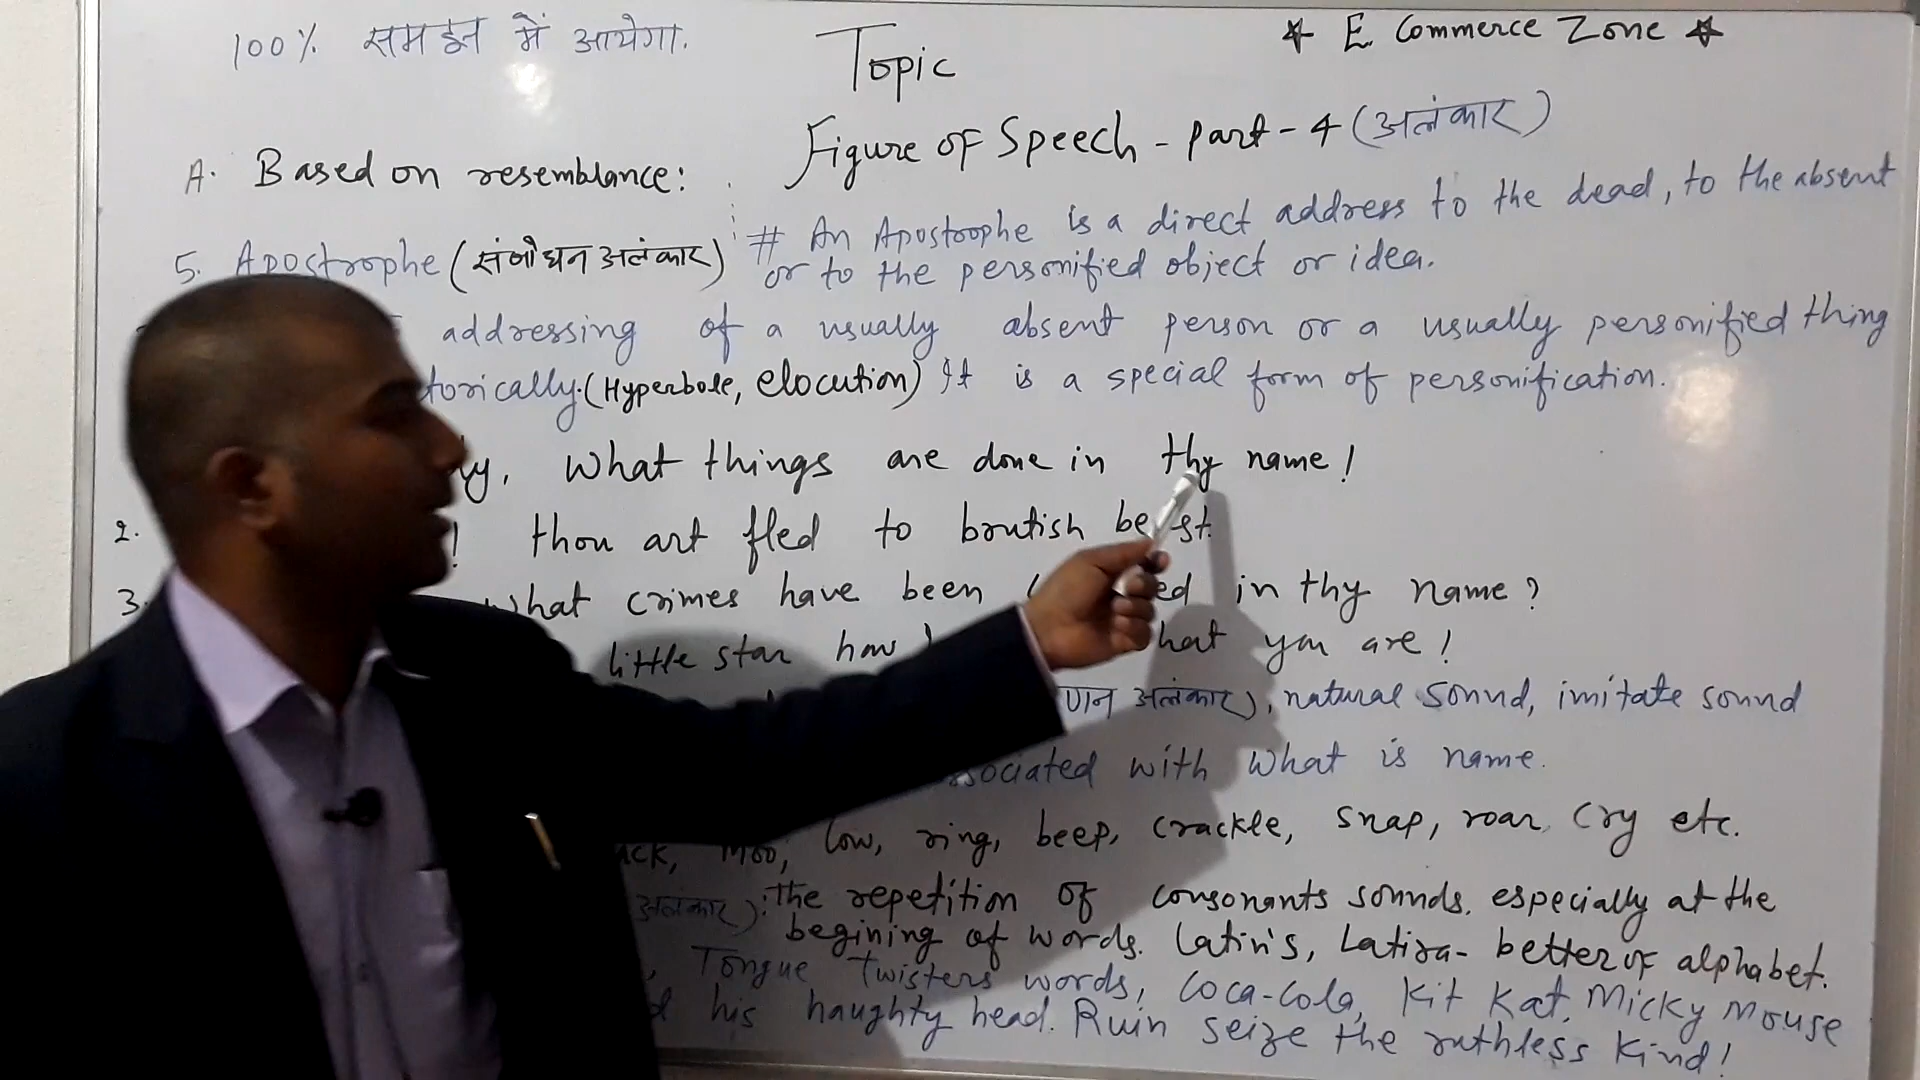 100% समझ में आयेगा.
Topic
☆ E Commerce Zone ☆
Figure of Speech - Part - 4 (अलंकार)
A. Based on resemblance:
5. Apostrophe (संबोधन अलंकार)
# An Apostrophe is a direct address to the dead, to the absent
or to the personified object or idea.
addressing of a usually absent person or a usually personified thing
torically. (Hyperbole, elocution) It is a special form of personification.
ty, What things are done in thy name!
2. ! thou art fled to brutish be st.
3. what crimes have been ed in thy name?
little star how hat you are!
अलंकार), natural sound, imitate sound
sociated with what is name.
ack, moo, low, ring, beep, crackle, snap, roar, cry etc.
अलंकार): The repetition of consonants sounds, especially at the
begining of words. Latin's, Latira- better of alphabet.
, Tongue Twisters words, Coca-Cola, Kit Kat, Micky Mouse
d his haughty head. Ruin seize the ruthless Kind!